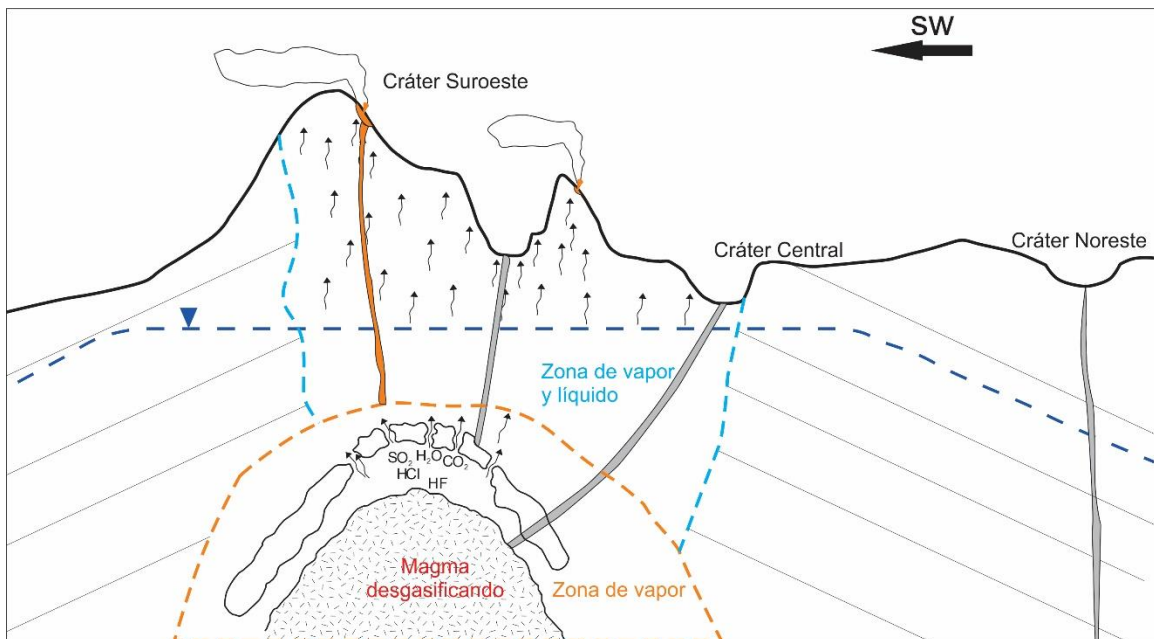 SW
Cráter Suroeste
Cráter Central
Cráter Noreste
Zona de vapor
y líquido
SO₂ H₂O CO₂
HCl
HF
Magma
desgasificando
Zona de vapor